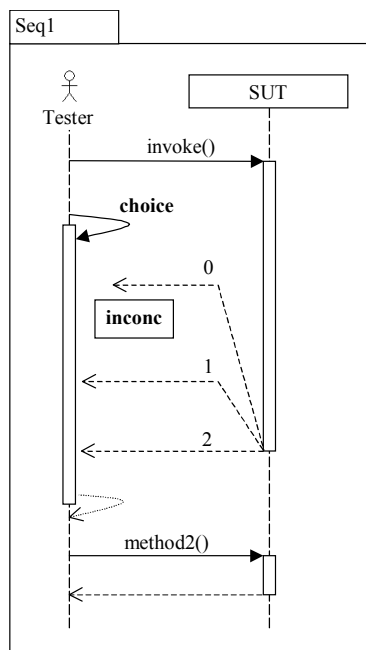 Seq1
SUT
Tester
invoke()
choice
0
inconc
1
2
method2()